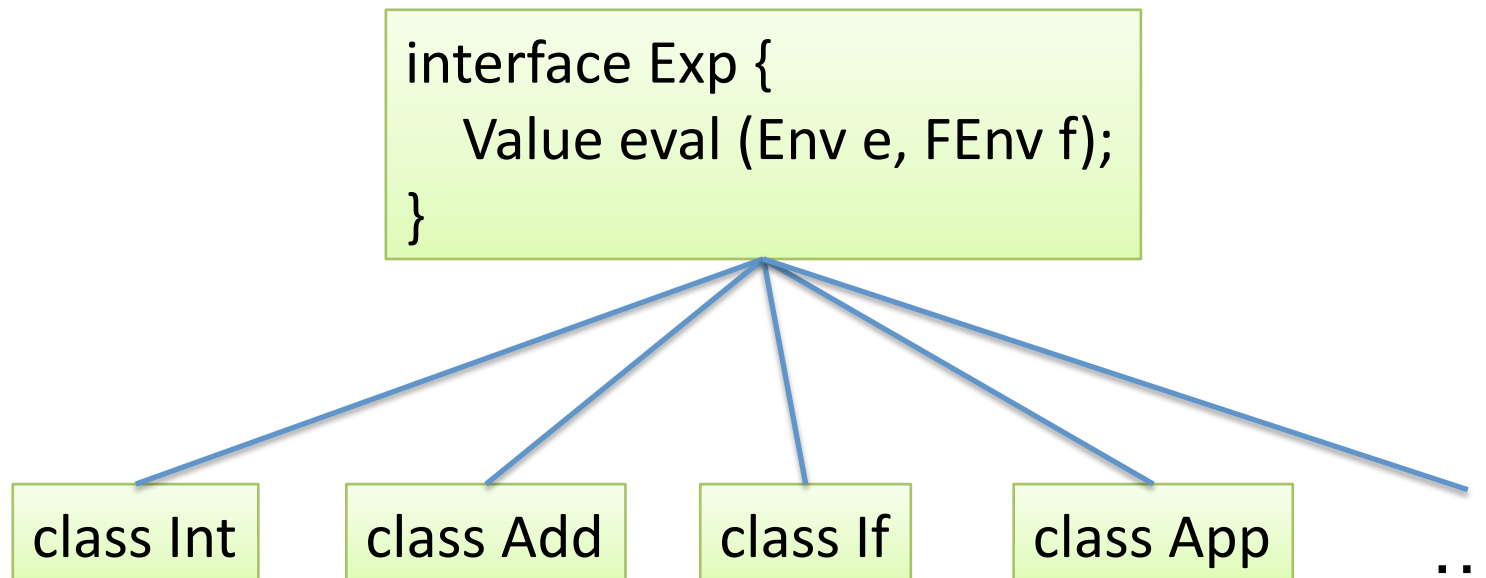 interface Exp {
Value eval (Env e, FEnv f);
}
class Int
class Add
class If
class App
..